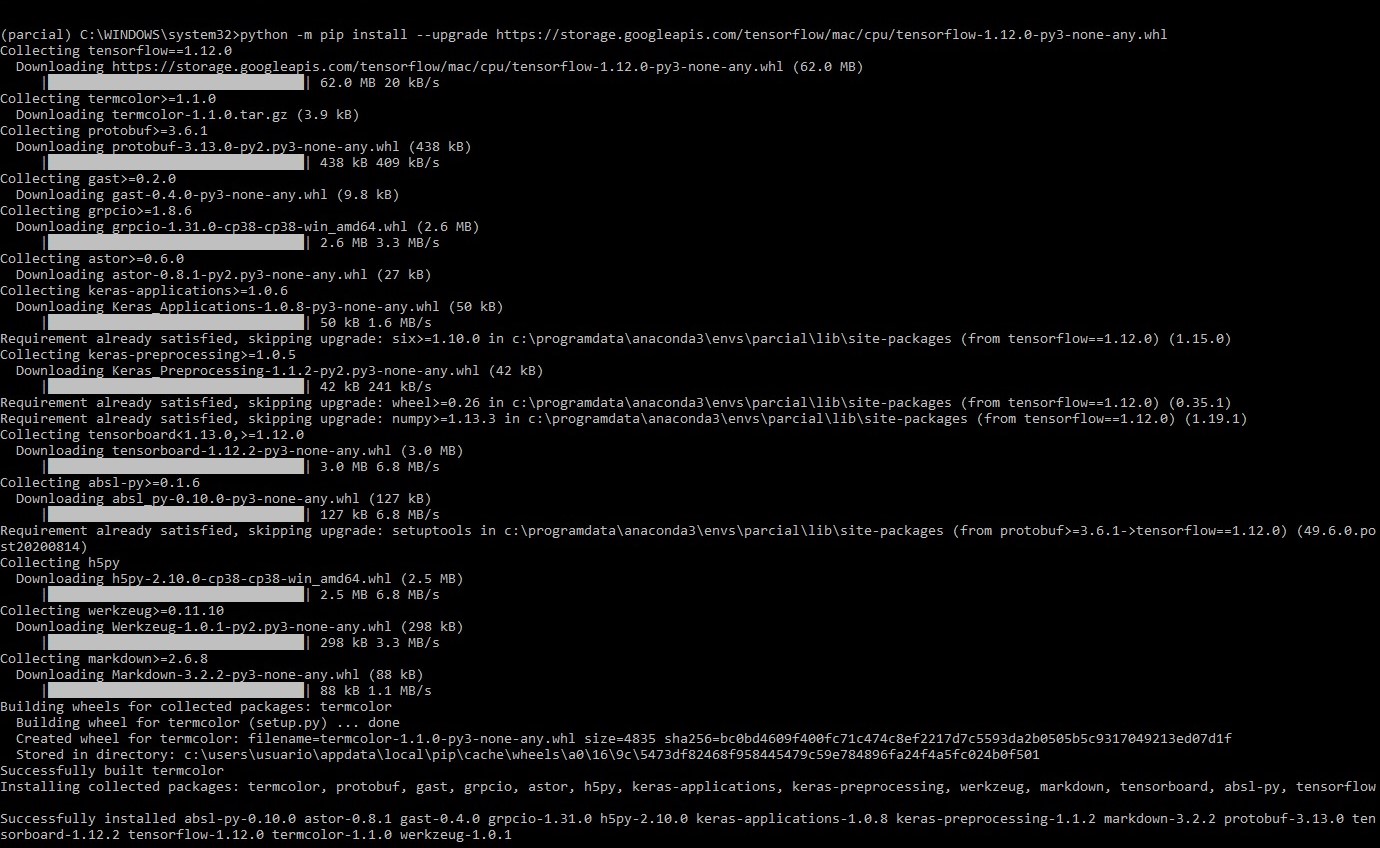 (parcial) C:\WINDOWS\system32>python -m pip install --upgrade https://storage.googleapis.com/tensorflow/mac/cpu/tensorflow-1.12.0-py3-none-any.whl
Collecting tensorflow==1.12.0
  Downloading https://storage.googleapis.com/tensorflow/mac/cpu/tensorflow-1.12.0-py3-none-any.whl (62.0 MB)
     |████████████████████████████████| 62.0 MB 20 kB/s
Collecting termcolor>=1.1.0
  Downloading termcolor-1.1.0.tar.gz (3.9 kB)
Collecting protobuf>=3.6.1
  Downloading protobuf-3.13.0-py2.py3-none-any.whl (438 kB)
     |████████████████████████████████| 438 kB 409 kB/s
Collecting gast>=0.2.0
  Downloading gast-0.4.0-py3-none-any.whl (9.8 kB)
Collecting grpcio>=1.8.6
  Downloading grpcio-1.31.0-cp38-cp38-win_amd64.whl (2.6 MB)
     |████████████████████████████████| 2.6 MB 3.3 MB/s
Collecting astor>=0.6.0
  Downloading astor-0.8.1-py2.py3-none-any.whl (27 kB)
Collecting keras-applications>=1.0.6
  Downloading Keras_Applications-1.0.8-py3-none-any.whl (50 kB)
     |████████████████████████████████| 50 kB 1.6 MB/s
Requirement already satisfied, skipping upgrade: six>=1.10.0 in c:\programdata\anaconda3\envs\parcial\lib\site-packages (from tensorflow==1.12.0) (1.15.0)
Collecting keras-preprocessing>=1.0.5
  Downloading Keras_Preprocessing-1.1.2-py2.py3-none-any.whl (42 kB)
     |████████████████████████████████| 42 kB 241 kB/s
Requirement already satisfied, skipping upgrade: wheel>=0.26 in c:\programdata\anaconda3\envs\parcial\lib\site-packages (from tensorflow==1.12.0) (0.35.1)
Requirement already satisfied, skipping upgrade: numpy>=1.13.3 in c:\programdata\anaconda3\envs\parcial\lib\site-packages (from tensorflow==1.12.0) (1.19.1)
Collecting tensorboard<1.13.0,>=1.12.0
  Downloading tensorboard-1.12.2-py3-none-any.whl (3.0 MB)
     |████████████████████████████████| 3.0 MB 6.8 MB/s
Collecting absl-py>=0.1.6
  Downloading absl_py-0.10.0-py3-none-any.whl (127 kB)
     |████████████████████████████████| 127 kB 6.8 MB/s
Requirement already satisfied, skipping upgrade: setuptools in c:\programdata\anaconda3\envs\parcial\lib\site-packages (from protobuf>=3.6.1->tensorflow==1.12.0) (49.6.0.po
st20200814)
Collecting h5py
  Downloading h5py-2.10.0-cp38-cp38-win_amd64.whl (2.5 MB)
     |████████████████████████████████| 2.5 MB 6.8 MB/s
Collecting werkzeug>=0.11.10
  Downloading Werkzeug-1.0.1-py2.py3-none-any.whl (298 kB)
     |████████████████████████████████| 298 kB 3.3 MB/s
Collecting markdown>=2.6.8
  Downloading Markdown-3.2.2-py3-none-any.whl (88 kB)
     |████████████████████████████████| 88 kB 1.1 MB/s
Building wheels for collected packages: termcolor
  Building wheel for termcolor (setup.py) ... done
  Created wheel for termcolor: filename=termcolor-1.1.0-py3-none-any.whl size=4835 sha256=bc0bd4609f400fc71c474c8ef2217d7c5593da2b0505b5c9317049213ed07d1f
  Stored in directory: c:\users\usuario\appdata\local\pip\cache\wheels\a0\16\9c\5473df82468f958445479c59e784896fa24f4a5fc024b0f501
Successfully built termcolor
Installing collected packages: termcolor, protobuf, gast, grpcio, astor, h5py, keras-applications, keras-preprocessing, werkzeug, markdown, tensorboard, absl-py, tensorflow
Successfully installed absl-py-0.10.0 astor-0.8.1 gast-0.4.0 grpcio-1.31.0 h5py-2.10.0 keras-applications-1.0.8 keras-preprocessing-1.1.2 markdown-3.2.2 protobuf-3.13.0 ten
sorboard-1.12.2 tensorflow-1.12.0 termcolor-1.1.0 werkzeug-1.0.1